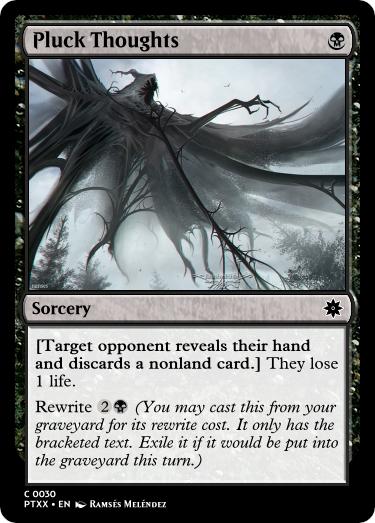 Pluck Thoughts
Sorcery
[Target opponent reveals their hand
and discards a nonland card.] They lose
1 life.
Rewrite 2 (You may cast this from your
graveyard for its rewrite cost. It only has the
bracketed text. Exile it if it would be put into
the graveyard this turn.)
C 0030
PTXX • EN Ramsés Meléndez